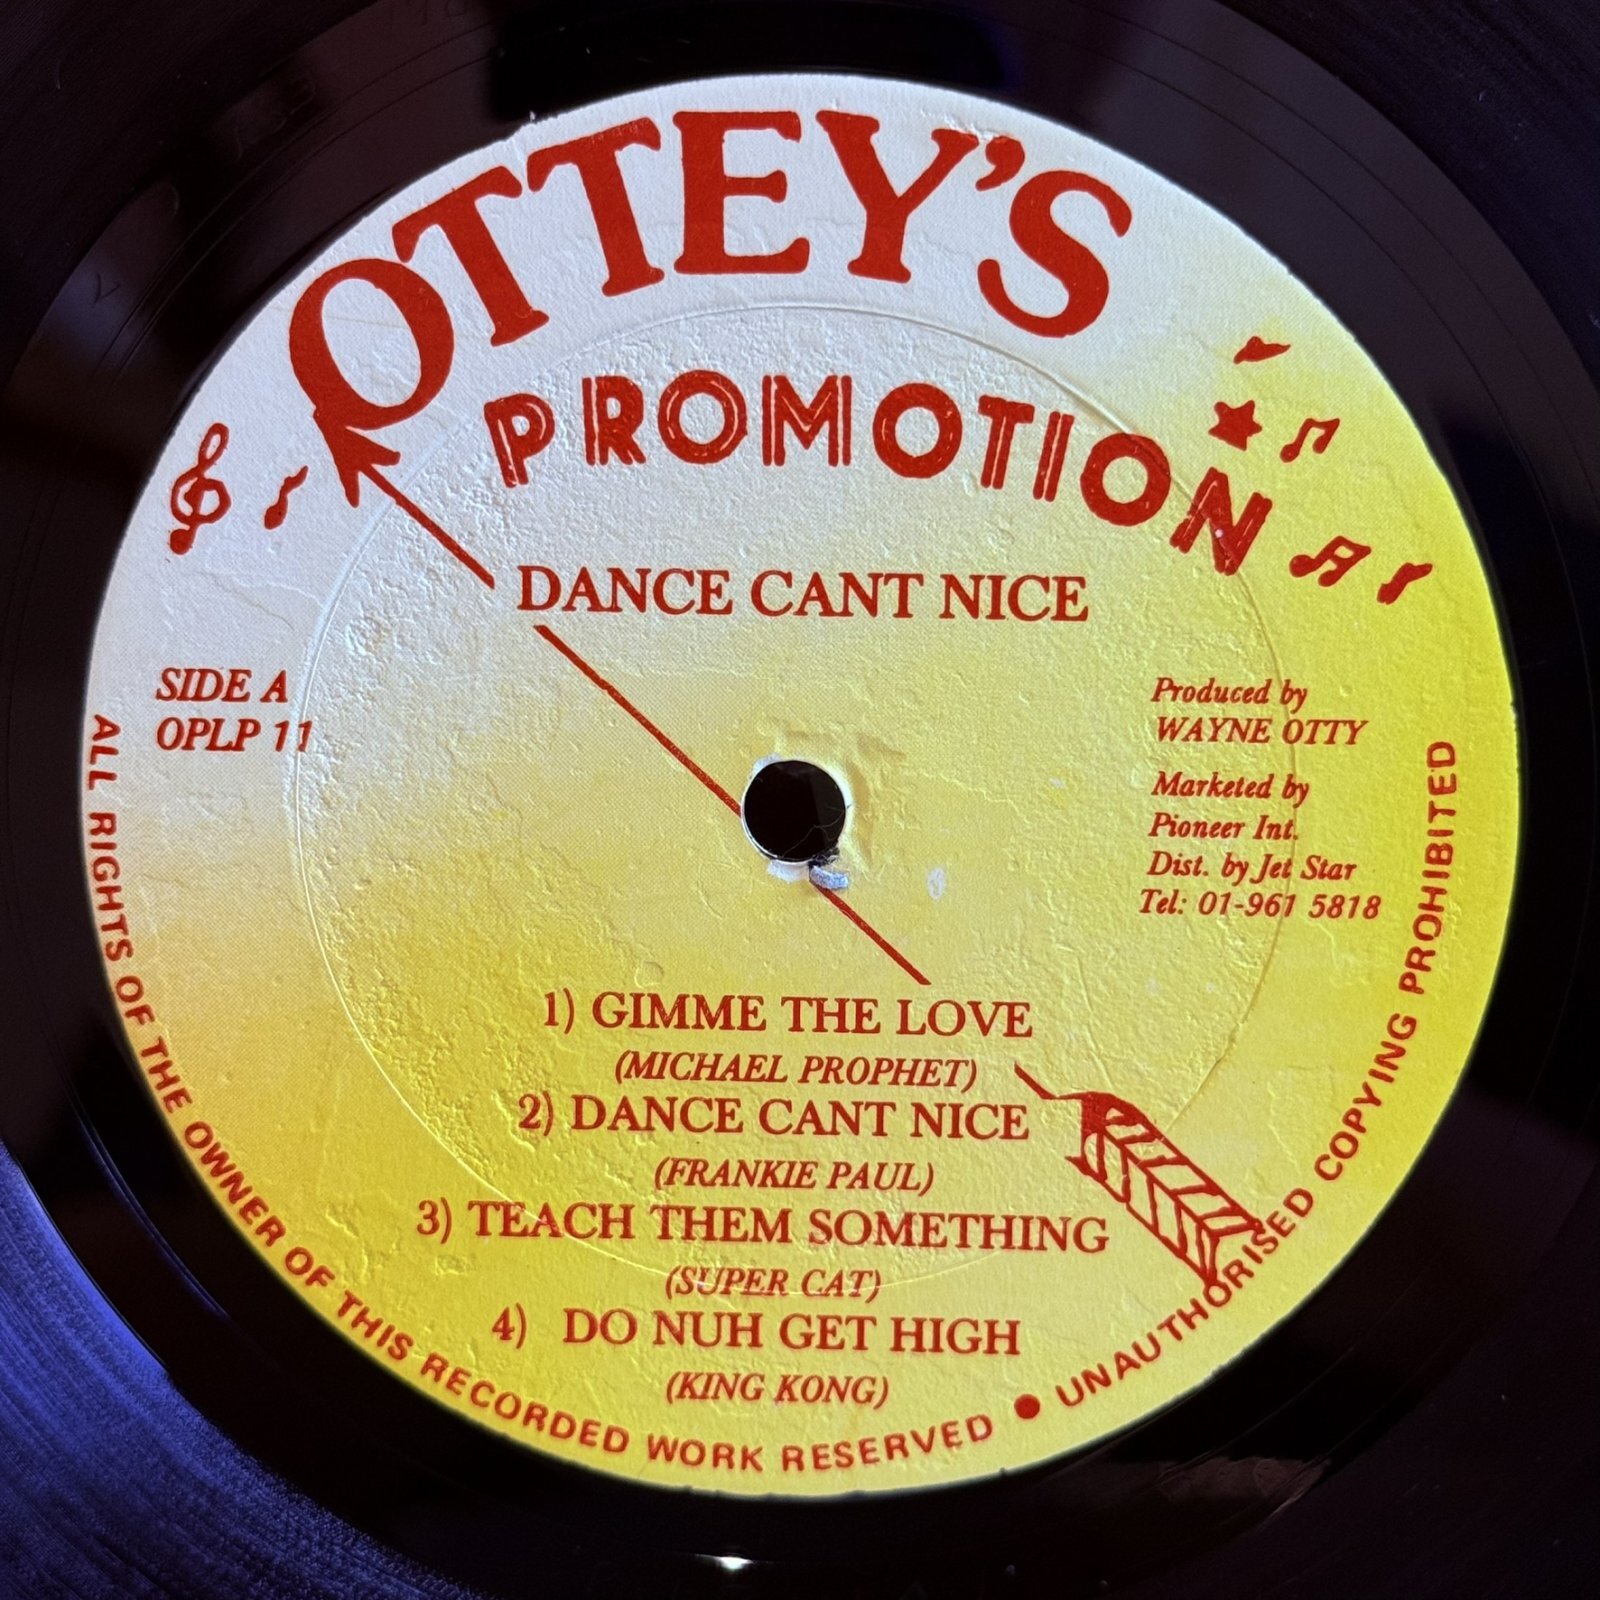 OTTEY'S
PROMOTION
DANCE CANT NICE
SIDE A
OPLP 11
Produced by
WAYNE OTTY
Marketed by
Pioneer Int.
Dist. by Jet Star
Tel: 01-961 5818
1) GIMME THE LOVE
(MICHAEL PROPHET)
2) DANCE CANT NICE
(FRANKIE PAUL)
3) TEACH THEM SOMETHING
(SUPER CAT)
4) DO NUH GET HIGH
(KING KONG)
ALL RIGHTS OF THE OWNER OF THIS RECORDED WORK RESERVED ● UNAUTHORISED COPYING PROHIBITED